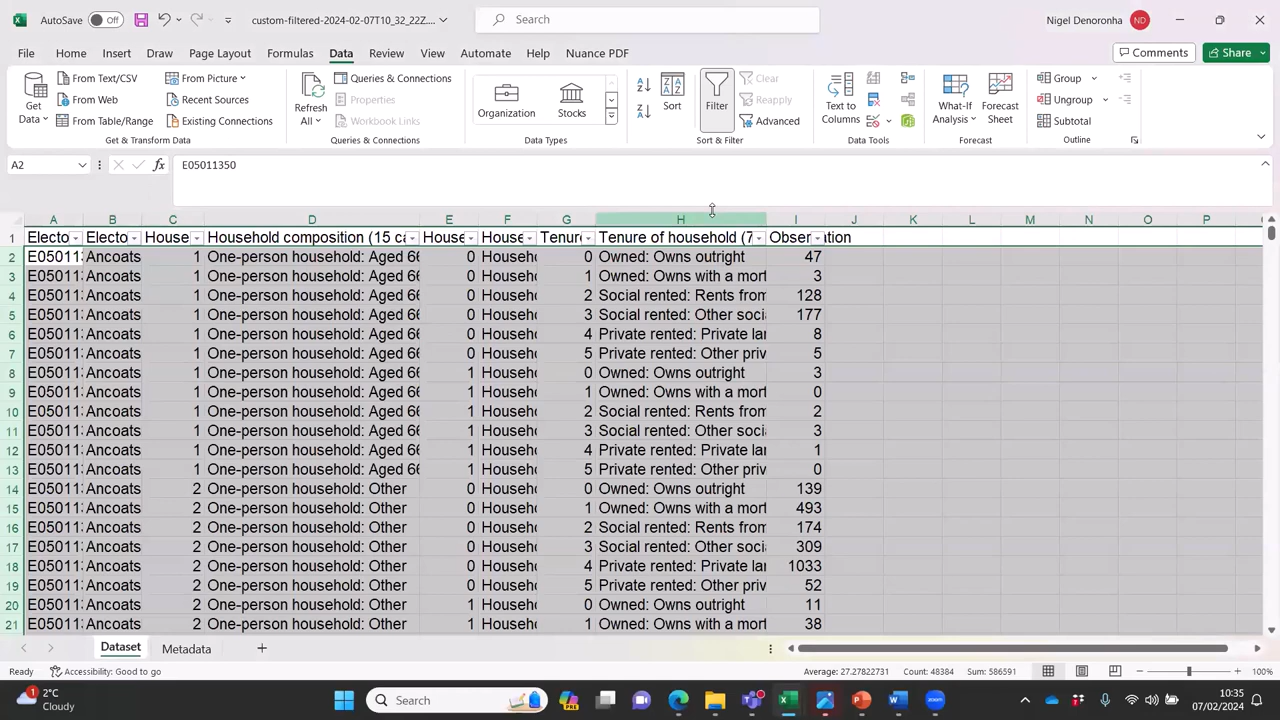 AutoSave Off custom-filtered-2024-02-07T10_32_22Z.... Search Nigel Denoronha ND
File Home Insert Draw Page Layout Formulas Data Review View Automate Help Nuance PDF Comments Share
Get Data From Text/CSV From Web From Table/Range From Picture Recent Sources Existing Connections Refresh All Queries & Connections Properties Workbook Links Organization Stocks Sort Filter Clear Reapply Advanced Text to Columns What-If Analysis Forecast Sheet Group Ungroup Subtotal
Get & Transform Data Queries & Connections Data Types Sort & Filter Data Tools Forecast Outline
A2 fx E05011350
A B C D E F G H I J K L M N O P
1 Electo Electo House Household composition (15 ca House House Tenure Tenure of household (7 Observation
2 E05011 Ancoats 1 One-person household: Aged 66 0 Househ 0 Owned: Owns outright 47
3 E05011 Ancoats 1 One-person household: Aged 66 0 Househ 1 Owned: Owns with a mort 3
4 E05011 Ancoats 1 One-person household: Aged 66 0 Househ 2 Social rented: Rents from 128
5 E05011 Ancoats 1 One-person household: Aged 66 0 Househ 3 Social rented: Other soci 177
6 E05011 Ancoats 1 One-person household: Aged 66 0 Househ 4 Private rented: Private lan 8
7 E05011 Ancoats 1 One-person household: Aged 66 0 Househ 5 Private rented: Other priv 5
8 E05011 Ancoats 1 One-person household: Aged 66 1 Househ 0 Owned: Owns outright 3
9 E05011 Ancoats 1 One-person household: Aged 66 1 Househ 1 Owned: Owns with a mort 0
10 E05011 Ancoats 1 One-person household: Aged 66 1 Househ 2 Social rented: Rents from 2
11 E05011 Ancoats 1 One-person household: Aged 66 1 Househ 3 Social rented: Other soci 3
12 E05011 Ancoats 1 One-person household: Aged 66 1 Househ 4 Private rented: Private lan 1
13 E05011 Ancoats 1 One-person household: Aged 66 1 Househ 5 Private rented: Other priv 0
14 E05011 Ancoats 2 One-person household: Other 0 Househ 0 Owned: Owns outright 139
15 E05011 Ancoats 2 One-person household: Other 0 Househ 1 Owned: Owns with a mort 493
16 E05011 Ancoats 2 One-person household: Other 0 Househ 2 Social rented: Rents from 174
17 E05011 Ancoats 2 One-person household: Other 0 Househ 3 Social rented: Other soci 309
18 E05011 Ancoats 2 One-person household: Other 0 Househ 4 Private rented: Private lan 1033
19 E05011 Ancoats 2 One-person household: Other 0 Househ 5 Private rented: Other priv 52
20 E05011 Ancoats 2 One-person household: Other 1 Househ 0 Owned: Owns outright 11
21 E05011 Ancoats 2 One-person household: Other 1 Househ 1 Owned: Owns with a mort 38
Dataset Metadata
Ready Accessibility: Good to go Average: 27.27822731 Count: 48384 Sum: 586591 100%
2°C Cloudy Search 10:35
07/02/2024